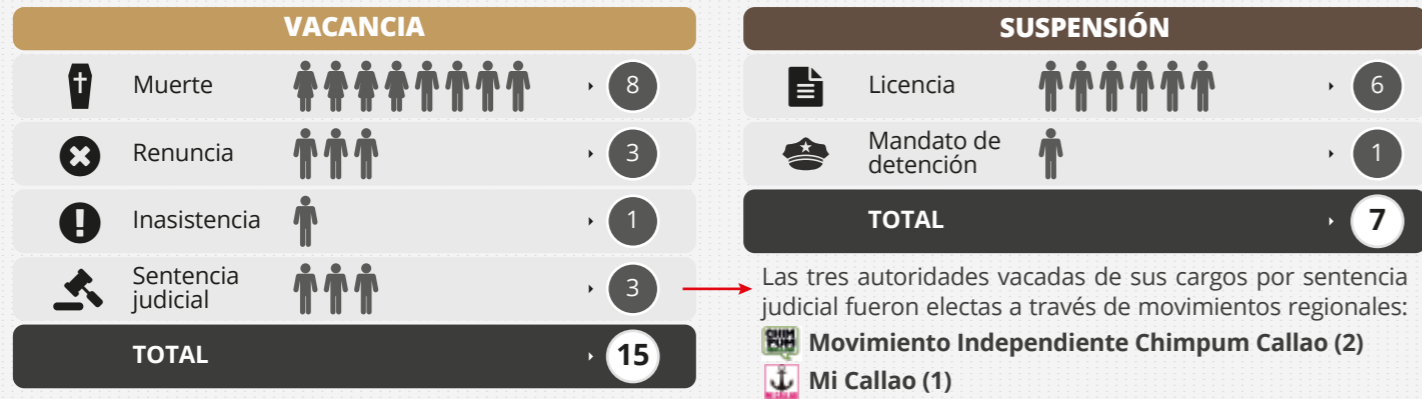 VACANCIA
Muerte 8
Renuncia 3
Inasistencia 1
Sentencia
judicial 3
TOTAL 15
SUSPENSIÓN
Licencia 6
Mandato de
detención 1
TOTAL 7
Las tres autoridades vacadas de sus cargos por sentencia
judicial fueron electas a través de movimientos regionales:
CHIM
PUM
Movimiento Independiente Chimpum Callao (2)
Mi Callao (1)